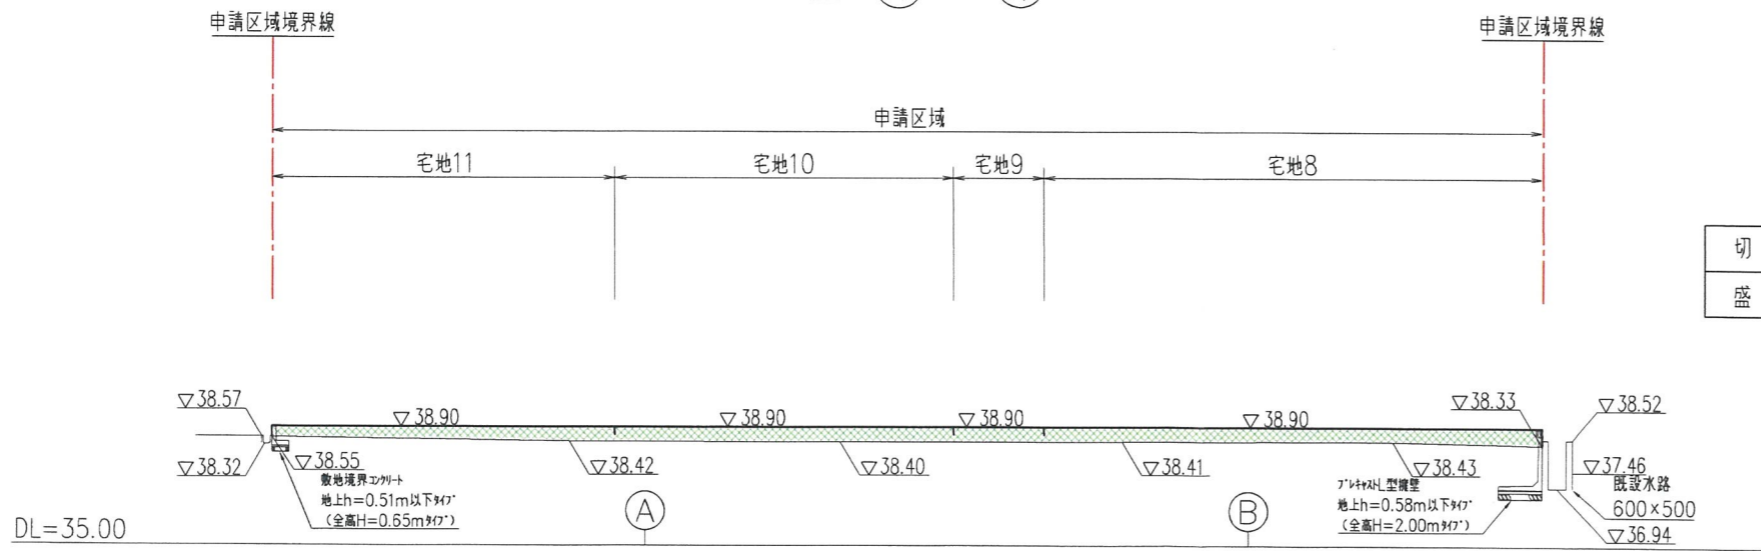 申請区域境界線
申請区域境界線
申請区域
宅地11
宅地10
宅地9
宅地8
切
盛
▽38.57
▽38.90
▽38.90
▽38.90
▽38.90
▽38.33
▽38.52
▽38.32
▽38.55
▽38.42
▽38.40
▽38.41
▽38.43
▽37.46
敷地境界コンクリート
地上h=0.51m以下タイプ
(全高H=0.65mタイプ)
プレキャストL型擁壁
地上h=0.58m以下タイプ
(全高H=2.00mタイプ)
既設水路
600×500
▽36.94
A
B
DL=35.00